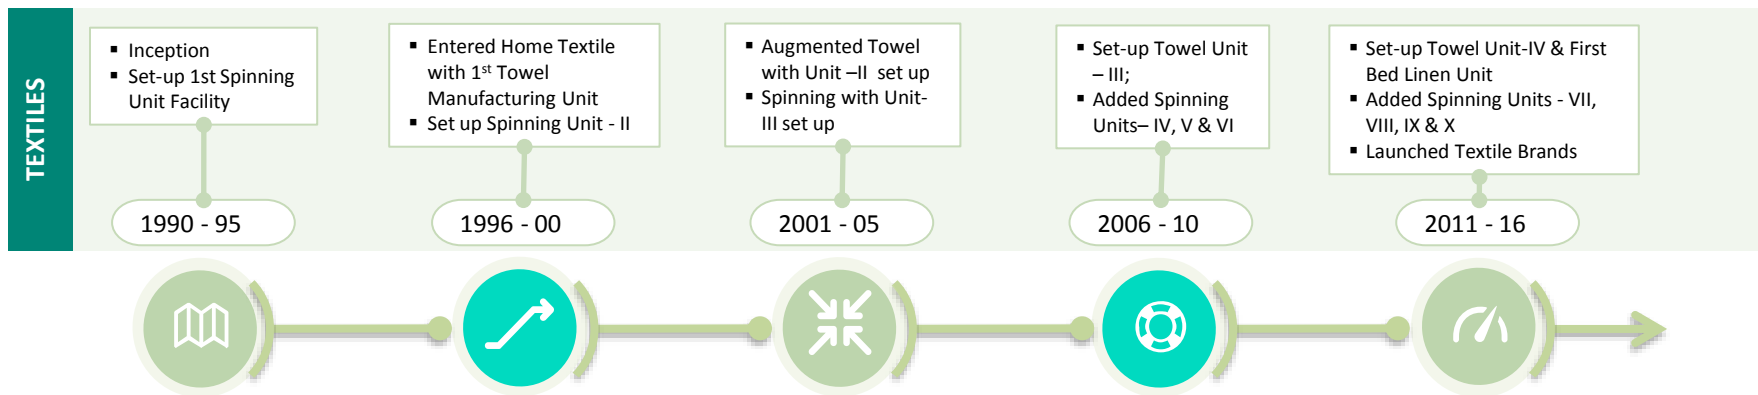 TEXTILES
▪ Inception
▪ Set-up 1st Spinning
Unit Facility
1990 - 95
▪ Entered Home Textile
with 1st Towel
Manufacturing Unit
▪ Set up Spinning Unit - II
1996 - 00
▪ Augmented Towel
with Unit –II set up
▪ Spinning with Unit-
III set up
2001 - 05
▪ Set-up Towel Unit
– III;
▪ Added Spinning
Units– IV, V & VI
2006 - 10
▪ Set-up Towel Unit-IV & First
Bed Linen Unit
▪ Added Spinning Units - VII,
VIII, IX & X
▪ Launched Textile Brands
2011 - 16